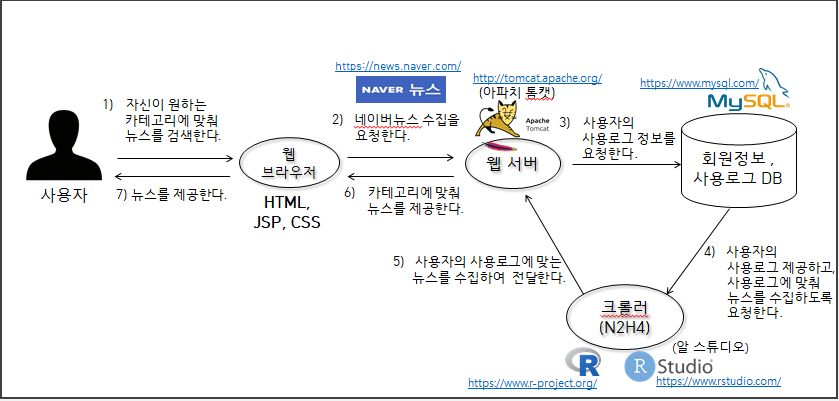 https://news.naver.com/
NAVER 뉴스
http://tomcat.apache.org/
(아파치 톰캣)
https://www.mysql.com/
MySQL®
1) 자신이 원하는
카테고리에 맞춰
뉴스를 검색한다.
2) 네이버뉴스 수집을
요청한다.
Apache
Tomcat
3) 사용자의
사용로그 정보를
요청한다.
사용자
웹
브라우저
웹 서버
회원정보 ,
사용로그 DB
7) 뉴스를 제공한다.
HTML,
JSP, CSS
6) 카테고리에 맞춰
뉴스를 제공한다.
5) 사용자의 사용로그에 맞는
뉴스를 수집하여 전달한다.
4) 사용자의
사용로그 제공하고,
사용로그에 맞춰
뉴스를 수집하도록
요청한다.
크롤러
(N2H4)
(알 스튜디오)
R
R Studio®
https://www.r-project.org/
https://www.rstudio.com/